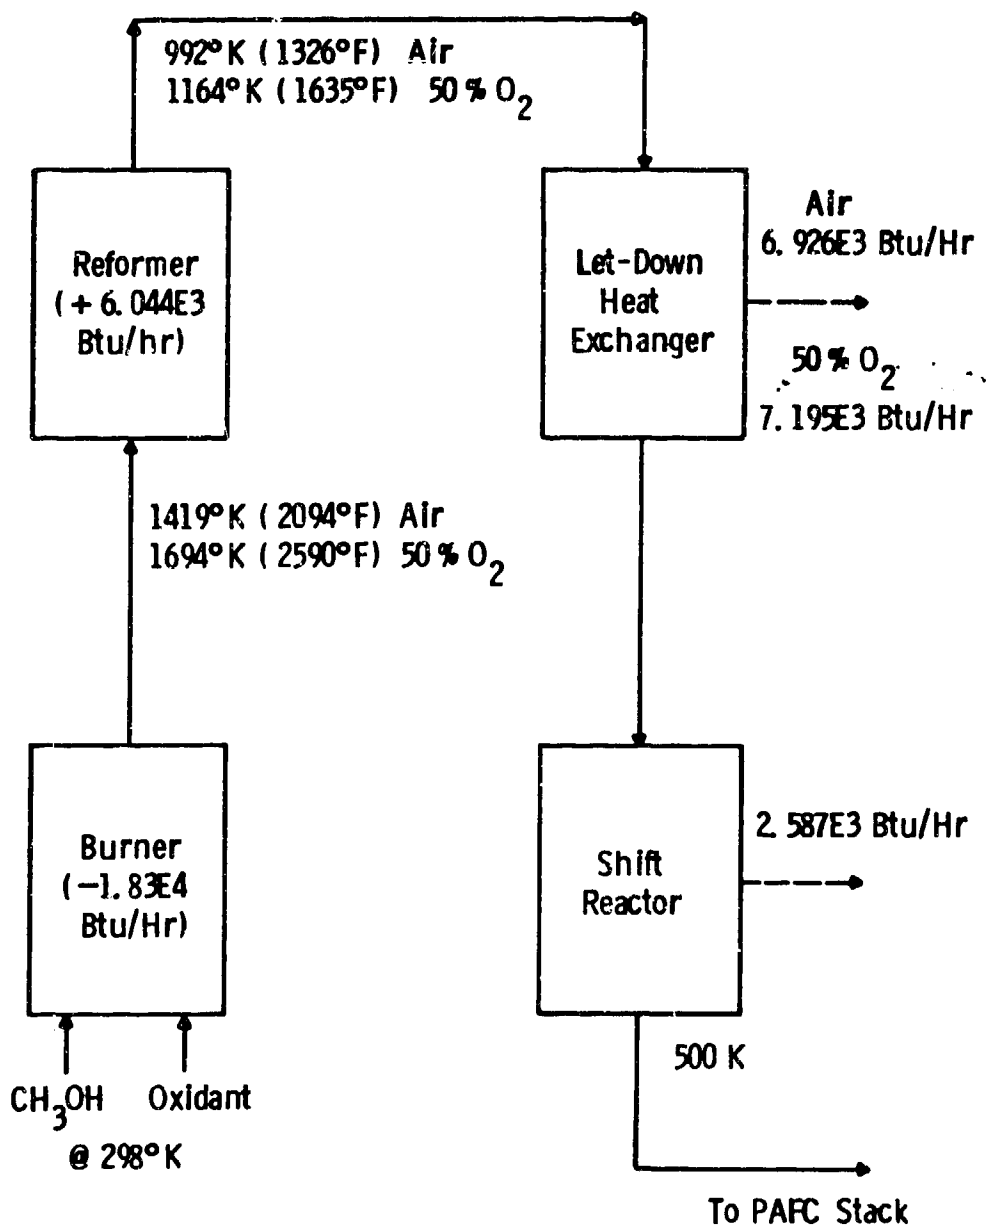 992°K (1326°F) Air
1164°K (1635°F) 50% O2
Reformer
(+ 6.044E3
Btu/hr)
Let-Down
Heat
Exchanger
Air
6.926E3 Btu/Hr
50% O2
7.195E3 Btu/Hr
1419°K (2094°F) Air
1694°K (2590°F) 50% O2
Burner
(-1.83E4
Btu/Hr)
Shift
Reactor
2.587E3 Btu/Hr
500 K
CH3OH Oxidant
@ 298°K
To PAFC Stack